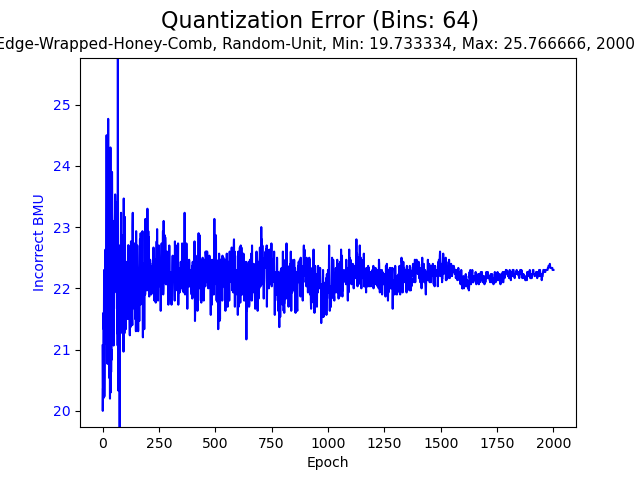 Quantization Error (Bins: 64)
Edge-Wrapped-Honey-Comb, Random-Unit, Min: 19.733334, Max: 25.766666, 2000
25
24
23
22
21
20
Incorrect BMU
0 250 500 750 1000 1250 1500 1750 2000
Epoch